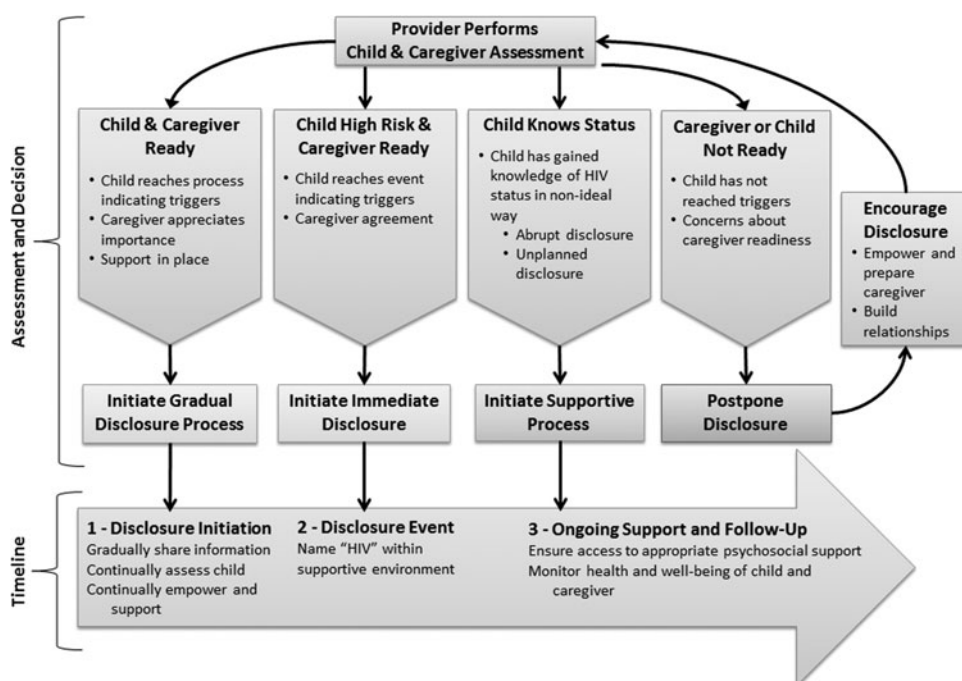 Assessment and Decision
Provider Performs
Child & Caregiver Assessment
Child & Caregiver
Ready
• Child reaches process
indicating triggers
• Caregiver appreciates
importance
• Support in place
Child High Risk &
Caregiver Ready
• Child reaches event
indicating triggers
• Caregiver agreement
Child Knows Status
• Child has gained
knowledge of HIV
status in non-ideal
way
• Abrupt disclosure
• Unplanned
disclosure
Caregiver or Child
Not Ready
• Child has not
reached triggers
• Concerns about
caregiver readiness
Encourage
Disclosure
• Empower and
prepare
caregiver
• Build
relationships
Initiate Gradual
Disclosure Process
Initiate Immediate
Disclosure
Initiate Supportive
Process
Postpone
Disclosure
Timeline
1 - Disclosure Initiation
Gradually share information
Continually assess child
Continually empower and
support
2 - Disclosure Event
Name “HIV” within
supportive environment
3 - Ongoing Support and Follow-Up
Ensure access to appropriate psychosocial support
Monitor health and well-being of child and
caregiver